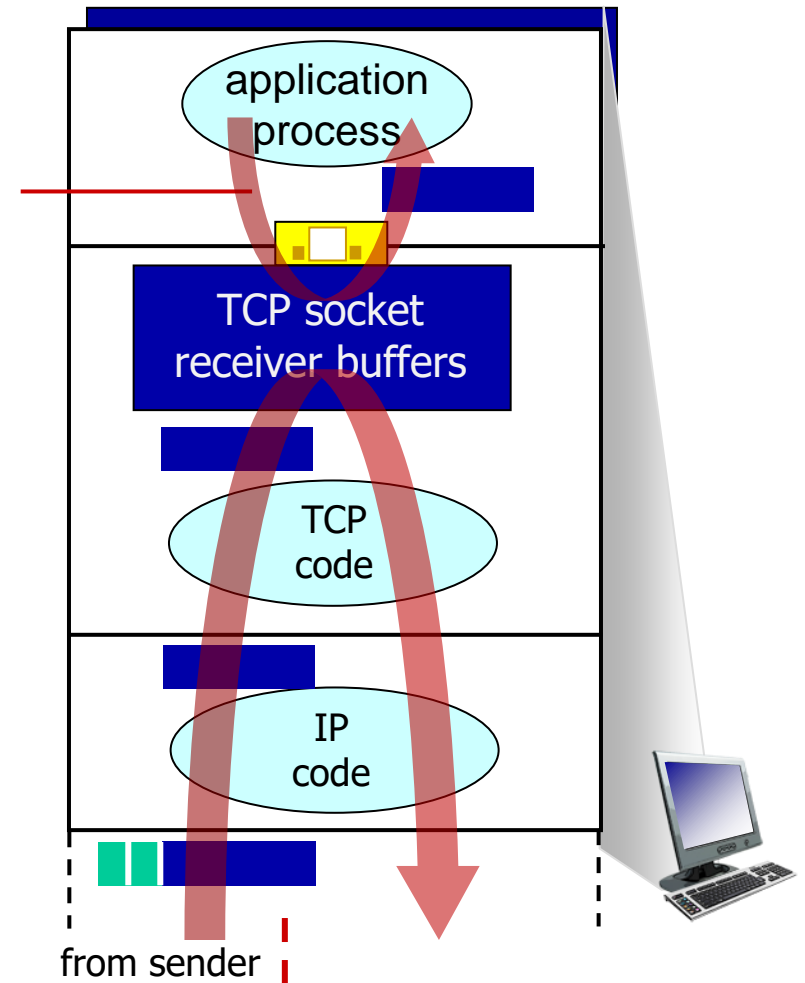 application
process
TCP socket
receiver buffers
TCP
code
IP
code
from sender